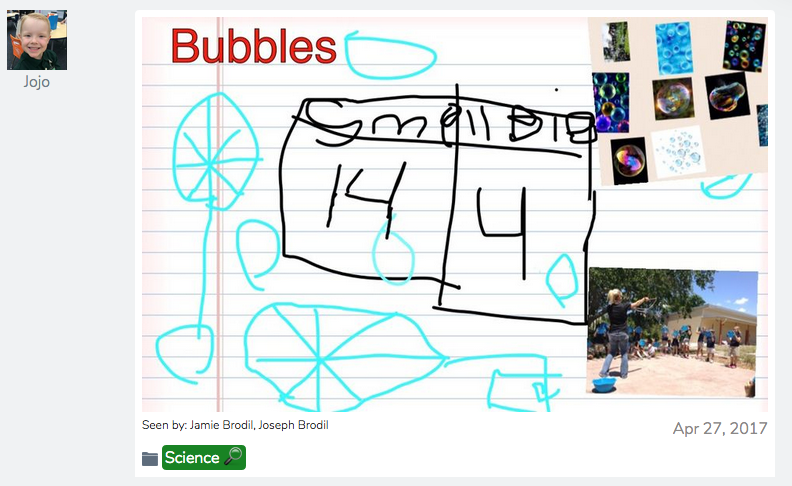 Bubbles
Small BIG
14 4
Jojo
Seen by: Jamie Brodil, Joseph Brodil
Apr 27, 2017
Science